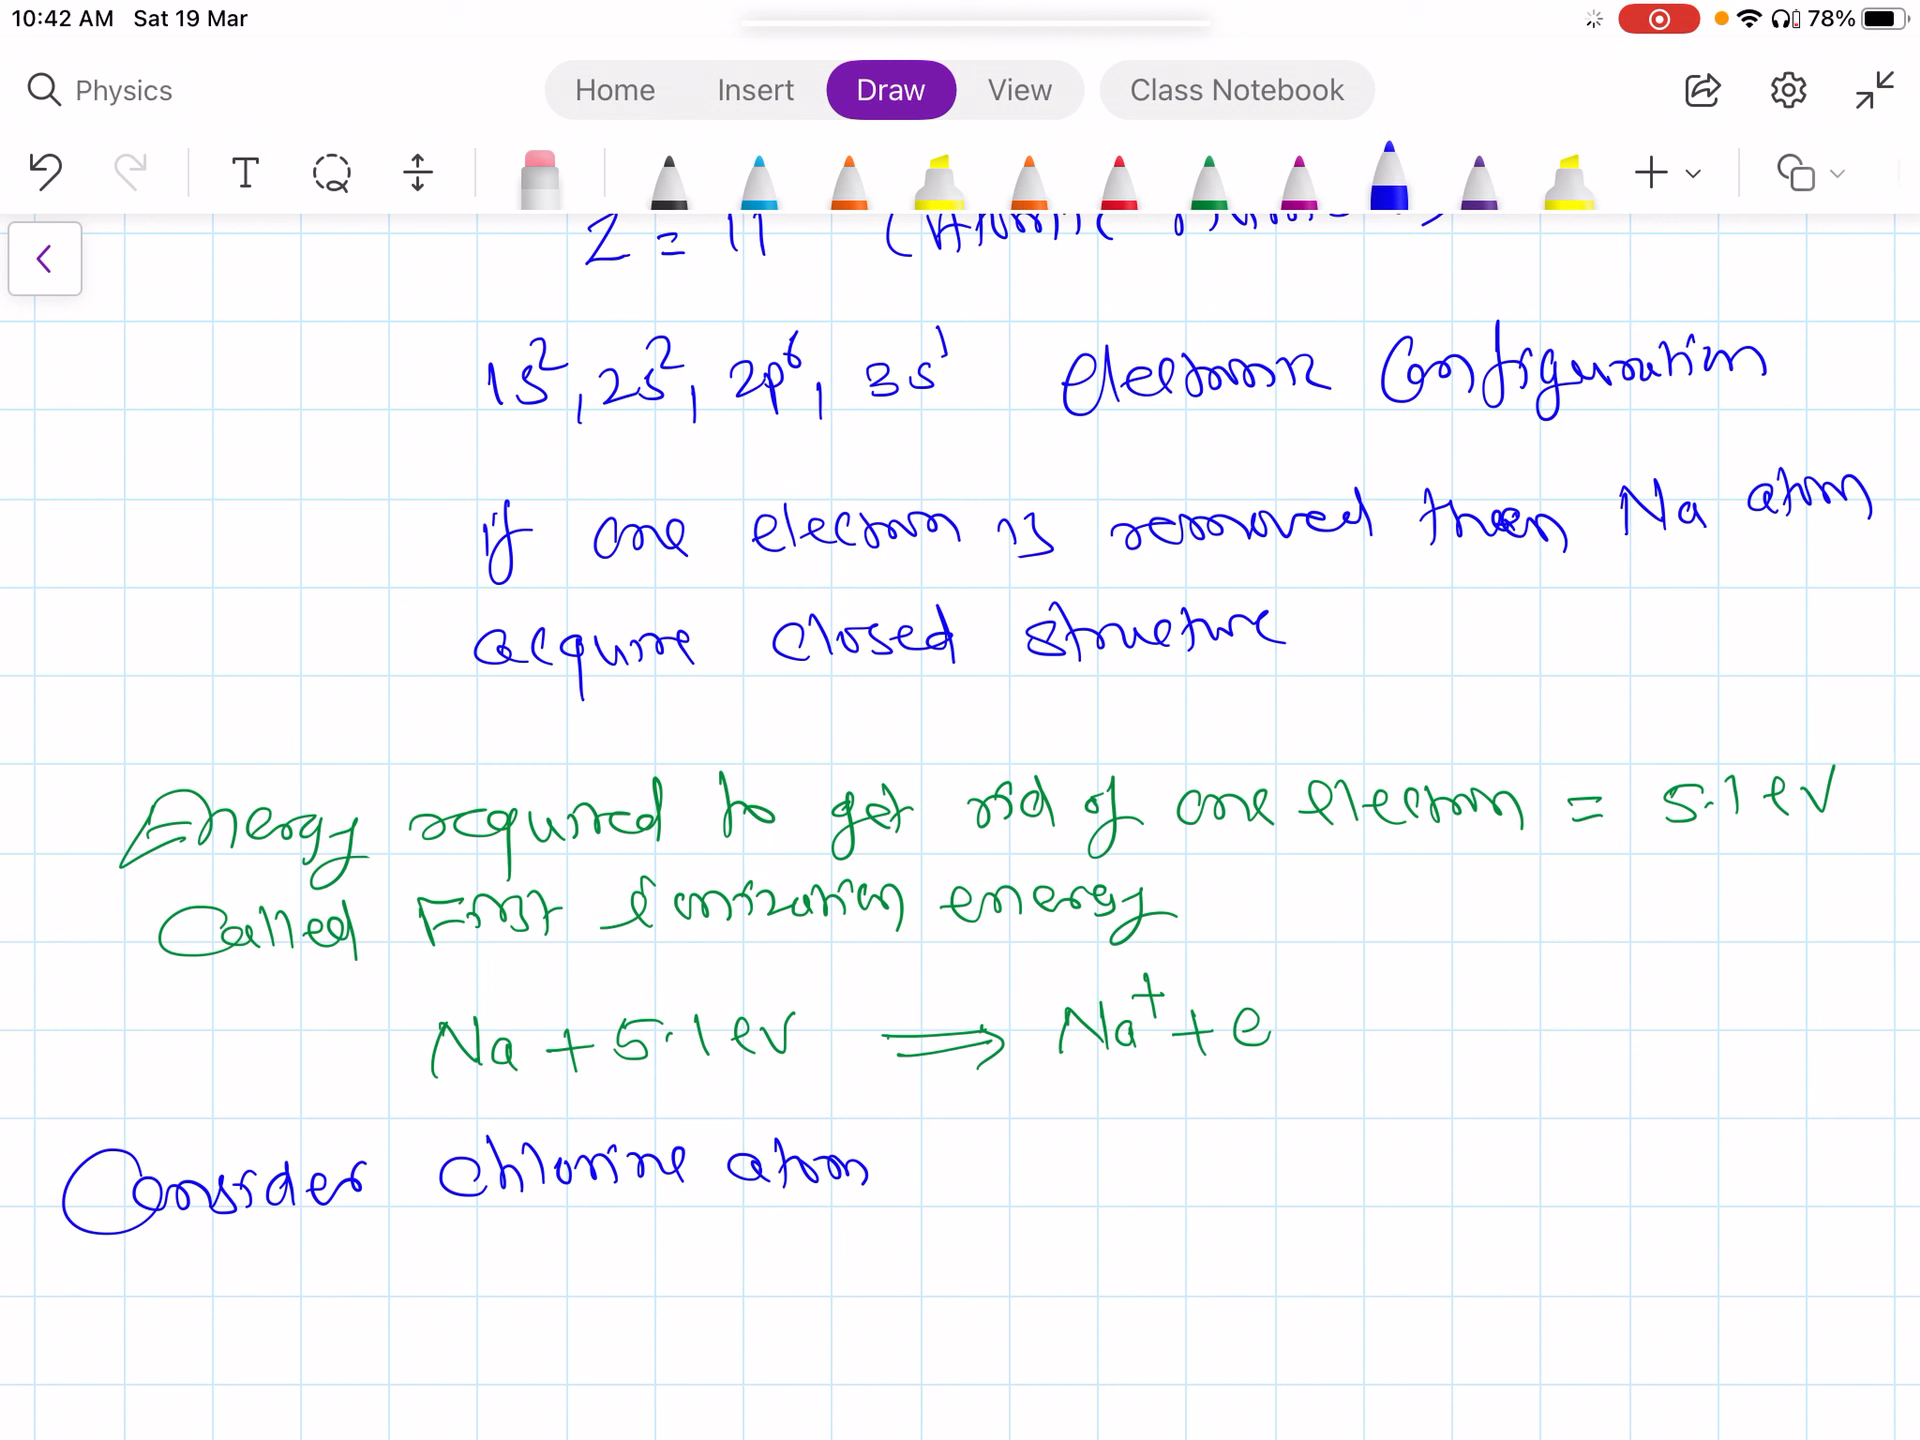 10:42 AM Sat 19 Mar 78%
Physics Home Insert Draw View Class Notebook
T
Z = 11 (Atomic
1s², 2s², 2p⁶, 3s¹ Electronic Configuration
if one electron is removed then Na atom
acquire closed structure
Energy required to get rid of one electron = 5.1 eV
Called First Ionization energy
Na + 5.1 eV ⟹ Na⁺ + e
Consider chlorine atom